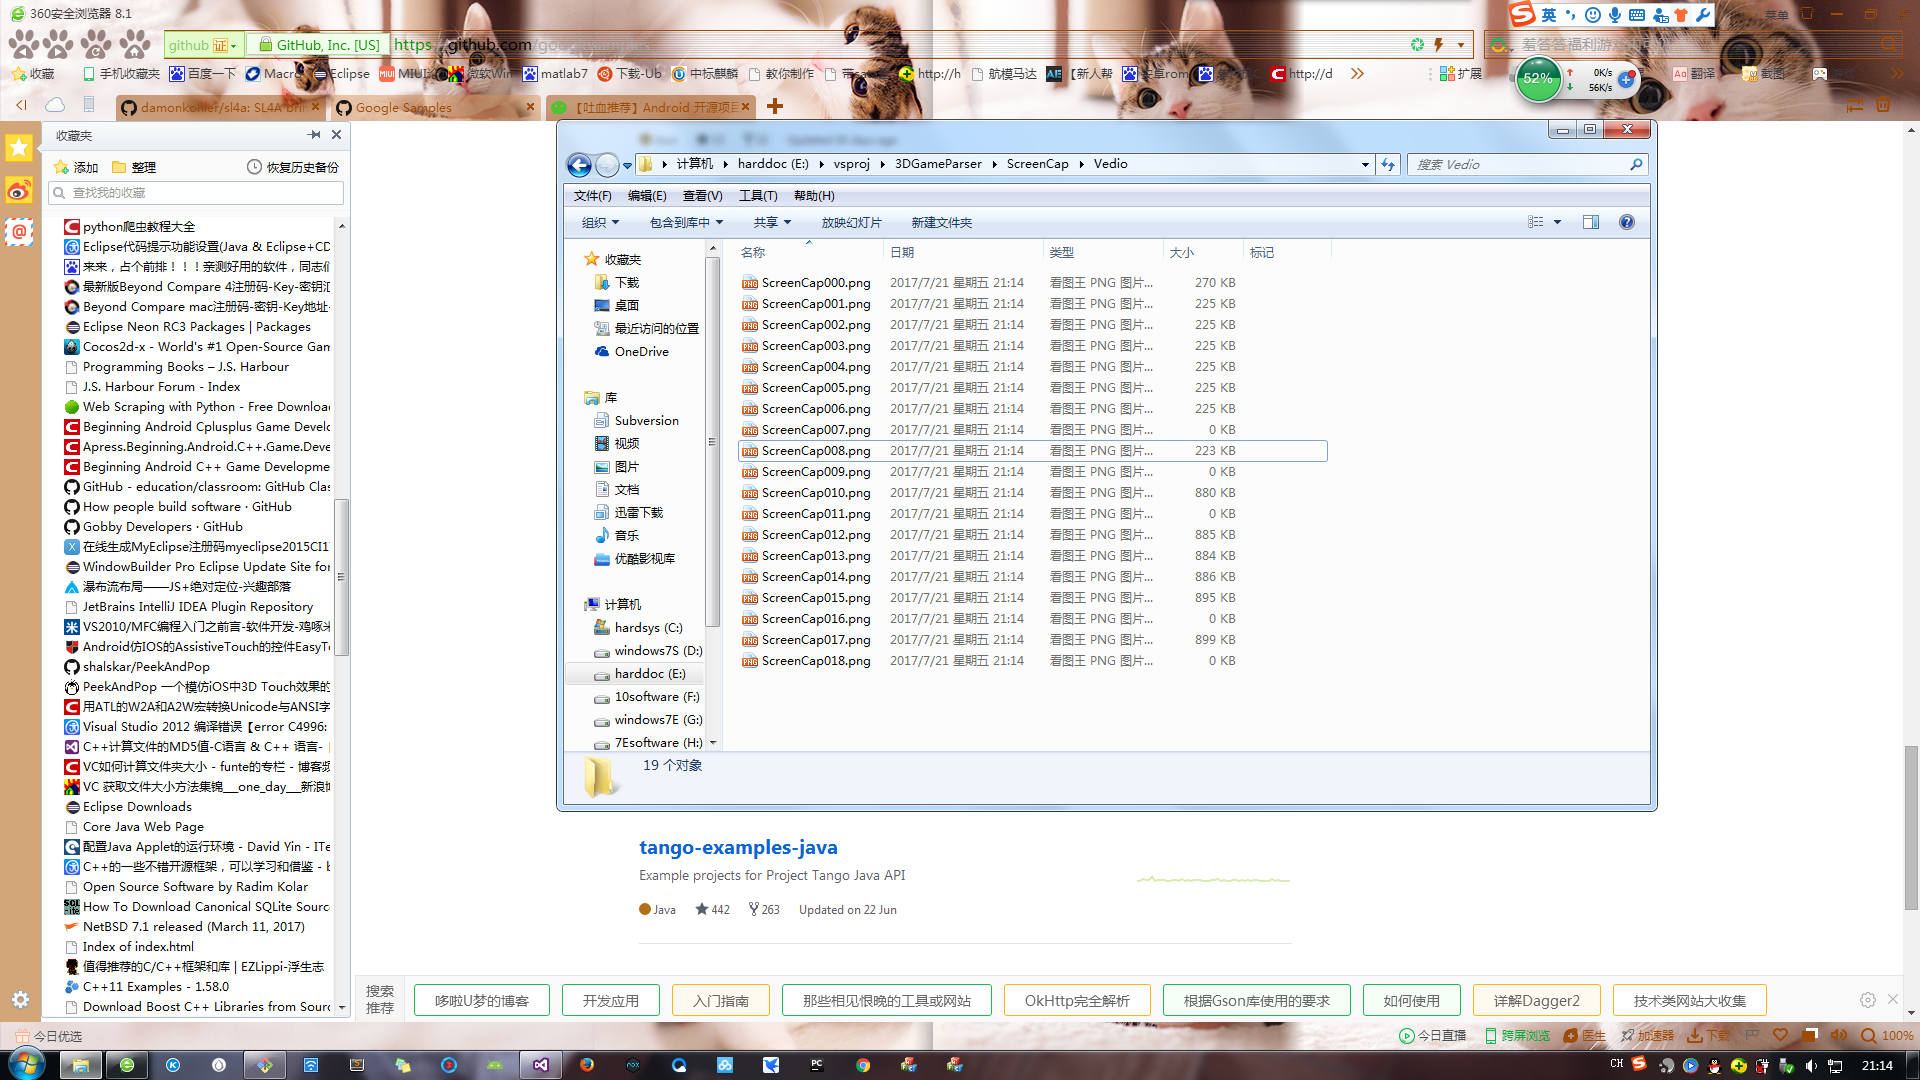 360安全浏览器 8.1
英
菜单
github 证
GitHub, Inc. [US]
https://github.com/googlesamples
羞答答福利游戏
收藏
手机收藏夹
百度一下
Macro
Eclipse
MIUI
微软Win
matlab7
下载-Ub
中标麒麟
教你制作
http://h
航模马达
【新人帮
安卓rom
http://d
扩展
52%
0K/s
56K/s
翻译
截图
damonkohler/sl4a: SL4A bri
Google Samples
【吐血推荐】Android 开源项目
收藏夹
添加
整理
恢复历史备份
查找我的收藏
python爬虫教程大全
Eclipse代码提示功能设置(Java & Eclipse+CD
来来，占个前排！！！亲测好用的软件，同志们
最新版Beyond Compare 4注册码-Key-密钥汇
Beyond Compare mac注册码-密钥-Key地址-
Eclipse Neon RC3 Packages | Packages
Cocos2d-x - World's #1 Open-Source Gam
Programming Books – J.S. Harbour
J.S. Harbour Forum - Index
Web Scraping with Python - Free Downloa
Beginning Android Cplusplus Game Develo
Apress.Beginning.Android.C++.Game.Deve
Beginning Android C++ Game Developme
GitHub - education/classroom: GitHub Clas
How people build software · GitHub
Gobby Developers · GitHub
在线生成MyEclipse注册码myeclipse2015CI1
WindowBuilder Pro Eclipse Update Site for
瀑布流布局——JS+绝对定位-兴趣部落
JetBrains IntelliJ IDEA Plugin Repository
VS2010/MFC编程入门之前言-软件开发-鸡啄米
Android仿IOS的AssistiveTouch的控件EasyTo
shalskar/PeekAndPop
PeekAndPop 一个模仿iOS中3D Touch效果的
用ATL的W2A和A2W宏转换Unicode与ANSI字
Visual Studio 2012 编译错误【error C4996:
C++计算文件的MD5值-C语言 & C++ 语言-
VC如何计算文件夹大小 - funte的专栏 - 博客频
VC 获取文件大小方法集锦__one_day__新浪博
Eclipse Downloads
Core Java Web Page
配置Java Applet的运行环境 - David Yin - ITe
C++的一些不错开源框架，可以学习和借鉴 - b
Open Source Software by Radim Kolar
How To Download Canonical SQLite Sourc
NetBSD 7.1 released (March 11, 2017)
Index of index.html
值得推荐的C/C++框架和库 | EZLippi-浮生志
C++11 Examples - 1.58.0
Download Boost C++ Libraries from Sourc
计算机
harddoc (E:)
vsproj
3DGameParser
ScreenCap
Vedio
搜索 Vedio
文件(F)
编辑(E)
查看(V)
工具(T)
帮助(H)
组织
包含到库中
共享
放映幻灯片
新建文件夹
收藏夹
下载
桌面
最近访问的位置
OneDrive
库
Subversion
视频
图片
文档
迅雷下载
音乐
优酷影视库
计算机
hardsys (C:)
windows7S (D:)
harddoc (E:)
10software (F:)
windows7E (G:)
7Esoftware (H:)
名称 日期 类型 大小 标记
ScreenCap000.png 2017/7/21 星期五 21:14 看图王 PNG 图片... 270 KB
ScreenCap001.png 2017/7/21 星期五 21:14 看图王 PNG 图片... 225 KB
ScreenCap002.png 2017/7/21 星期五 21:14 看图王 PNG 图片... 225 KB
ScreenCap003.png 2017/7/21 星期五 21:14 看图王 PNG 图片... 225 KB
ScreenCap004.png 2017/7/21 星期五 21:14 看图王 PNG 图片... 225 KB
ScreenCap005.png 2017/7/21 星期五 21:14 看图王 PNG 图片... 225 KB
ScreenCap006.png 2017/7/21 星期五 21:14 看图王 PNG 图片... 225 KB
ScreenCap007.png 2017/7/21 星期五 21:14 看图王 PNG 图片... 0 KB
ScreenCap008.png 2017/7/21 星期五 21:14 看图王 PNG 图片... 223 KB
ScreenCap009.png 2017/7/21 星期五 21:14 看图王 PNG 图片... 0 KB
ScreenCap010.png 2017/7/21 星期五 21:14 看图王 PNG 图片... 880 KB
ScreenCap011.png 2017/7/21 星期五 21:14 看图王 PNG 图片... 0 KB
ScreenCap012.png 2017/7/21 星期五 21:14 看图王 PNG 图片... 885 KB
ScreenCap013.png 2017/7/21 星期五 21:14 看图王 PNG 图片... 884 KB
ScreenCap014.png 2017/7/21 星期五 21:14 看图王 PNG 图片... 886 KB
ScreenCap015.png 2017/7/21 星期五 21:14 看图王 PNG 图片... 895 KB
ScreenCap016.png 2017/7/21 星期五 21:14 看图王 PNG 图片... 0 KB
ScreenCap017.png 2017/7/21 星期五 21:14 看图王 PNG 图片... 899 KB
ScreenCap018.png 2017/7/21 星期五 21:14 看图王 PNG 图片... 0 KB
19 个对象
tango-examples-java
Example projects for Project Tango Java API
Java 442 263 Updated on 22 Jun
搜索
推荐
哆啦U梦的博客
开发应用
入门指南
那些相见恨晚的工具或网站
OkHttp完全解析
根据Gson库使用的要求
如何使用
详解Dagger2
技术类网站大收集
今日优选
今日直播
跨屏浏览
医生
加速器
下载
100%
CH
21:14